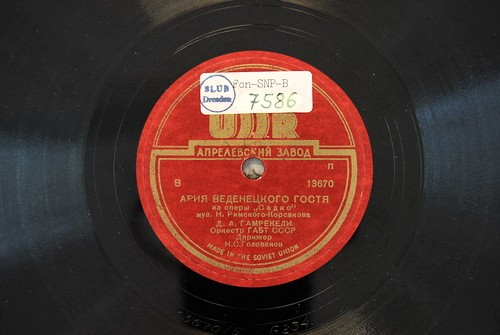 Fon-SNP-B
SLUB
Dresden
7586
АПРЕЛЕВСКИЙ ЗАВОД
П
В 13670
АРИЯ ВЕДЕНЕЦКОГО ГОСТЯ
из оперы „Садко“
муз. Н. Римского-Корсакова
Д. А. ГАМРЕКЕЛИ
Оркестр ГАБТ СССР
Дирижер
Н. С. Голованов
MADE IN THE SOVIET UNION